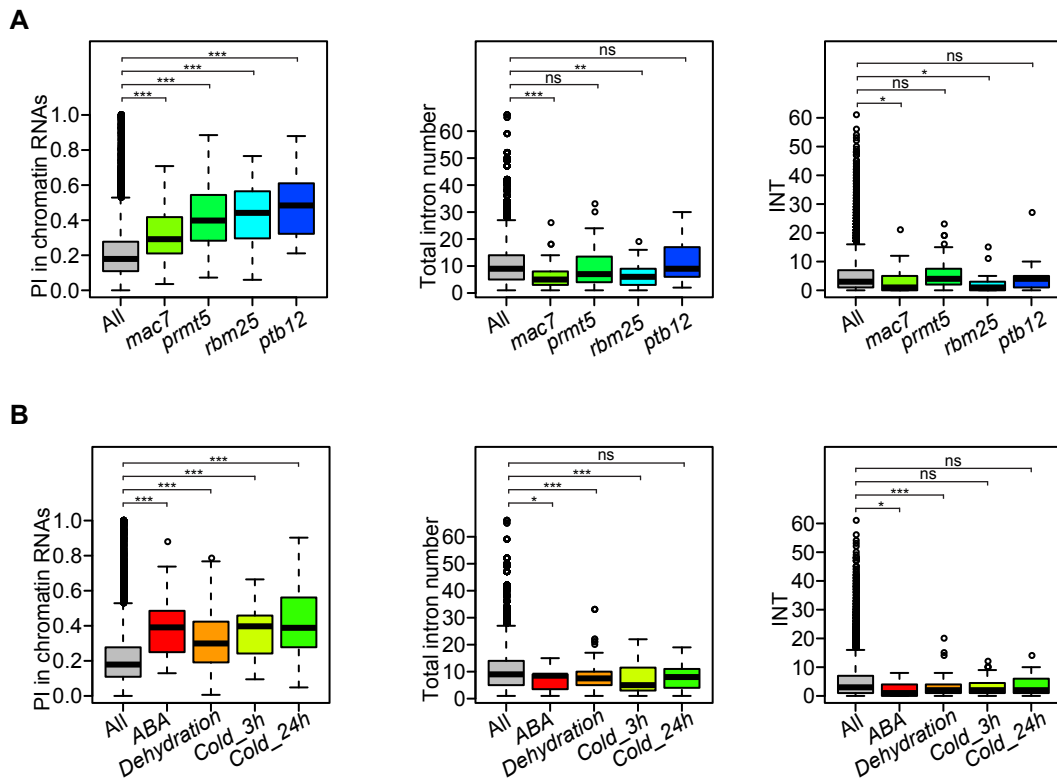 A
PI in chromatin RNAs
1.0
0.8
0.6
0.4
0.2
0.0
***
***
***
***
All
mac7
prmt5
rbm25
ptb12
Total intron number
60
50
40
30
20
10
0
ns
**
ns
***
All
mac7
prmt5
rbm25
ptb12
INT
60
50
40
30
20
10
0
ns
*
ns
*
All
mac7
prmt5
rbm25
ptb12
B
PI in chromatin RNAs
1.0
0.8
0.6
0.4
0.2
0.0
***
***
***
***
All
ABA
Dehydration
Cold_3h
Cold_24h
Total intron number
60
50
40
30
20
10
0
ns
***
***
*
All
ABA
Dehydration
Cold_3h
Cold_24h
INT
60
50
40
30
20
10
0
ns
ns
***
*
All
ABA
Dehydration
Cold_3h
Cold_24h